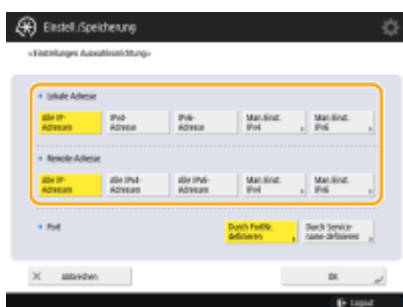 Einstell./Speicherung
<Einstellungen Auswahleinrichtung>
Lokale Adresse
Alle IP-
Adressen
IPv4-
Adresse
IPv6-
Adresse
Man. Einst.
IPv4
Man. Einst.
IPv6
Remote-Adresse
Alle IP-
Adressen
Alle IPv4-
Adressen
Alle IPv6-
Adressen
Man. Einst.
IPv4
Man. Einst.
IPv6
Port
Durch PortNr.
definieren
Durch Service-
name definieren
Abbrechen
OK
Logout